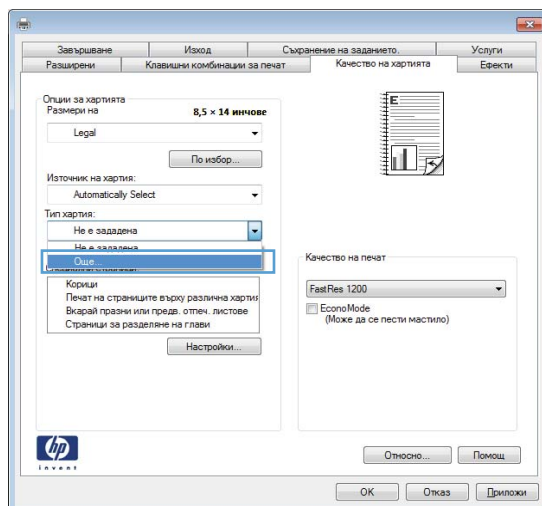 Завършване Изход Съхранение на заданието. Услуги
Разширени Клавишни комбинации за печат Качество на хартията Ефекти
Опции за хартията
Размери на 8,5 × 14 инчове
Legal
По избор...
Източник на хартия:
Automatically Select
Тип хартия:
Не е зададена
Не е зададена
Още...
Специални страници:
Корици
Печат на страниците върху различна хартия
Вкарай празни или предв. отпеч. листове
Страници за разделяне на глави
Настройки...
E
Качество на печат
FastRes 1200
EconoMode
(Може да се пести мастило)
hp
invent
Относно... Помощ
OK Отказ Приложи